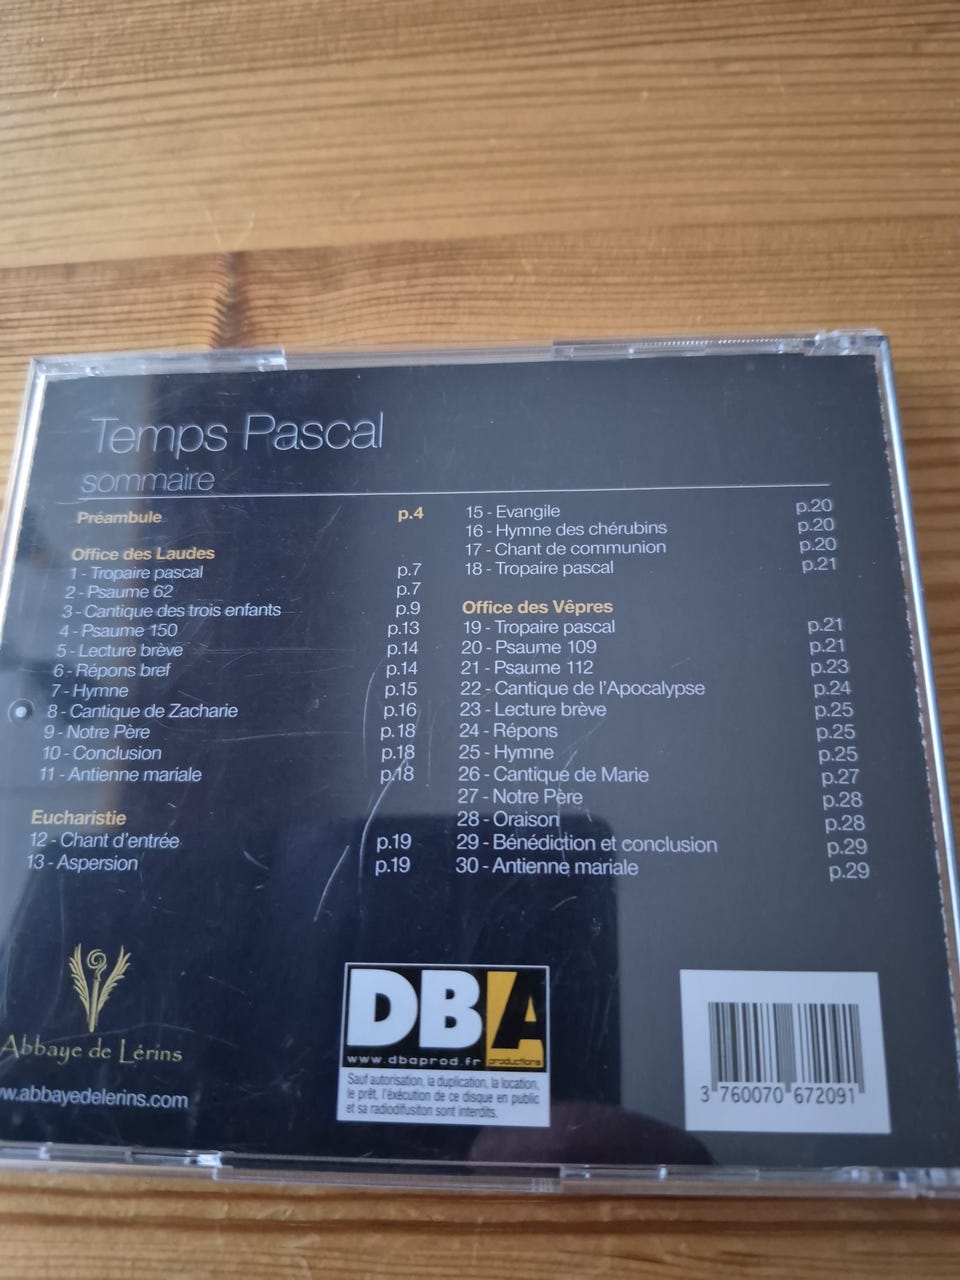 Temps Pascal
sommaire
Préambule p.4
Office des Laudes
1 - Tropaire pascal p.7
2 - Psaume 62 p.7
3 - Cantique des trois enfants p.9
4 - Psaume 150 p.13
5 - Lecture brève p.14
6 - Répons bref p.14
7 - Hymne p.15
8 - Cantique de Zacharie p.16
9 - Notre Père p.18
10 - Conclusion p.18
11 - Antienne mariale p.18
Eucharistie
12 - Chant d'entrée p.19
13 - Aspersion p.19
15 - Evangile p.20
16 - Hymne des chérubins p.20
17 - Chant de communion p.20
18 - Tropaire pascal p.21
Office des Vêpres
19 - Tropaire pascal p.21
20 - Psaume 109 p.21
21 - Psaume 112 p.23
22 - Cantique de l'Apocalypse p.24
23 - Lecture brève p.25
24 - Répons p.25
25 - Hymne p.25
26 - Cantique de Marie p.27
27 - Notre Père p.28
28 - Oraison p.28
29 - Bénédiction et conclusion p.29
30 - Antienne mariale p.29
Abbaye de Lérins
w.abbayedelerins.com
DBA
www.dbaprod.fr productions
Sauf autorisation, la duplication, la location,
le prêt, l'éxécution de ce disque en public
et sa radiodifusiton sont interdits.
3 760070 672091